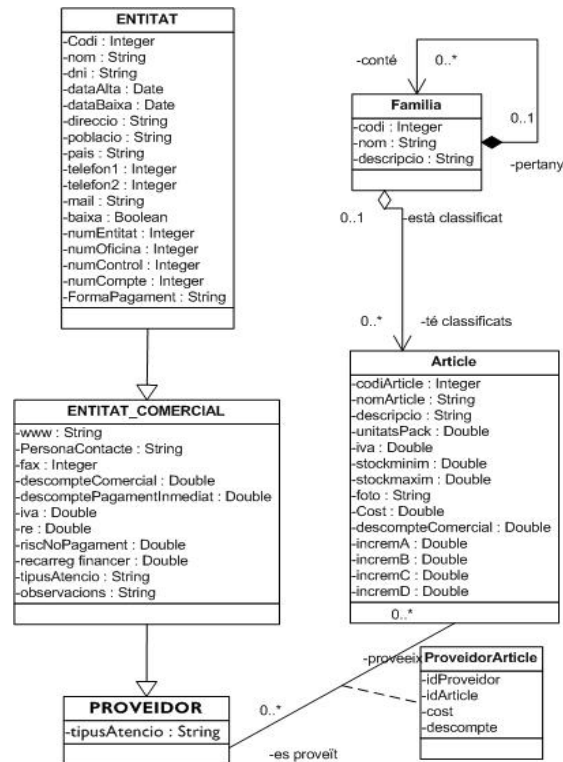 ENTITAT
-Codi : Integer
-nom : String
-dni : String
-dataAlta : Date
-dataBaixa : Date
-direccio : String
-poblacio : String
-pais : String
-telefon1 : Integer
-telefon2 : Integer
-mail : String
-baixa : Boolean
-numEntitat : Integer
-numOficina : Integer
-numControl : Integer
-numCompte : Integer
-FormaPagament : String
ENTITAT_COMERCIAL
-www : String
-PersonaContacte : String
-fax : Integer
-descompteComercial : Double
-descomptePagamentInmediat : Double
-iva : Double
-re : Double
-riscNoPagament : Double
-recarreg financer : Double
-tipusAtencio : String
-observacions : String
PROVEIDOR
-tipusAtencio : String
-conté
0..*
Familia
-codi : Integer
-nom : String
-descripcio : String
0..1
-pertany
0..1
-està classificat
0..*
-té classificats
Article
-codiArticle : Integer
-nomArticle : String
-descripcio : String
-unitatsPack : Double
-iva : Double
-stockminim : Double
-stockmaxim : Double
-foto : String
-Cost : Double
-descompteComercial : Double
-incremA : Double
-incremB : Double
-incremC : Double
-incremD : Double
0..*
-proveeix
ProveidorArticle
-idProveidor
-idArticle
-cost
-descompte
0..*
-es proveït